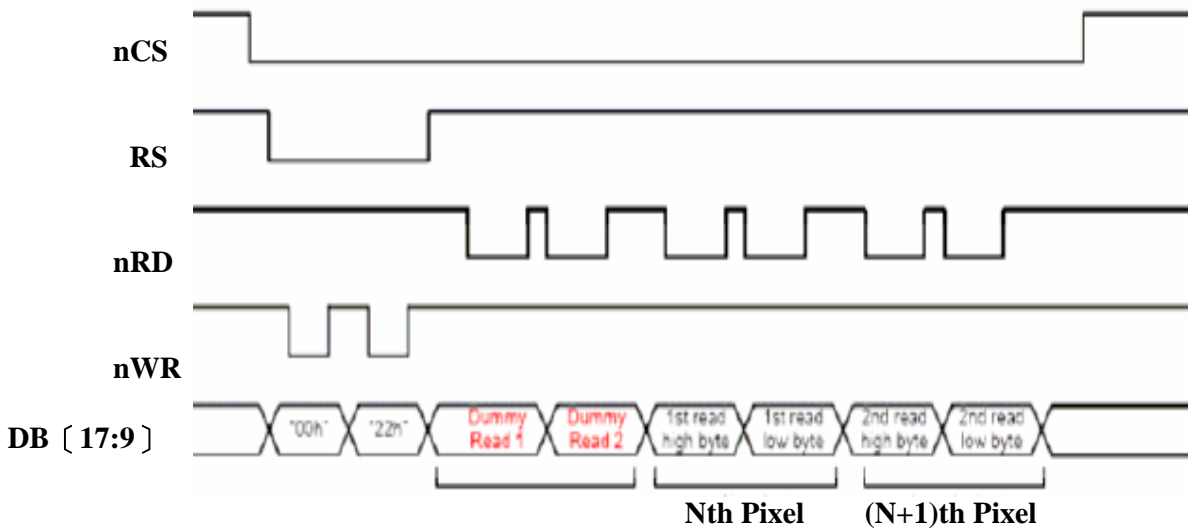 nCS
RS
nRD
nWR
DB〔17:9〕
"00h" "22h" Dummy Read 1 Dummy Read 2 1st read high byte 1st read low byte 2nd read high byte 2nd read low byte
Nth Pixel (N+1)th Pixel